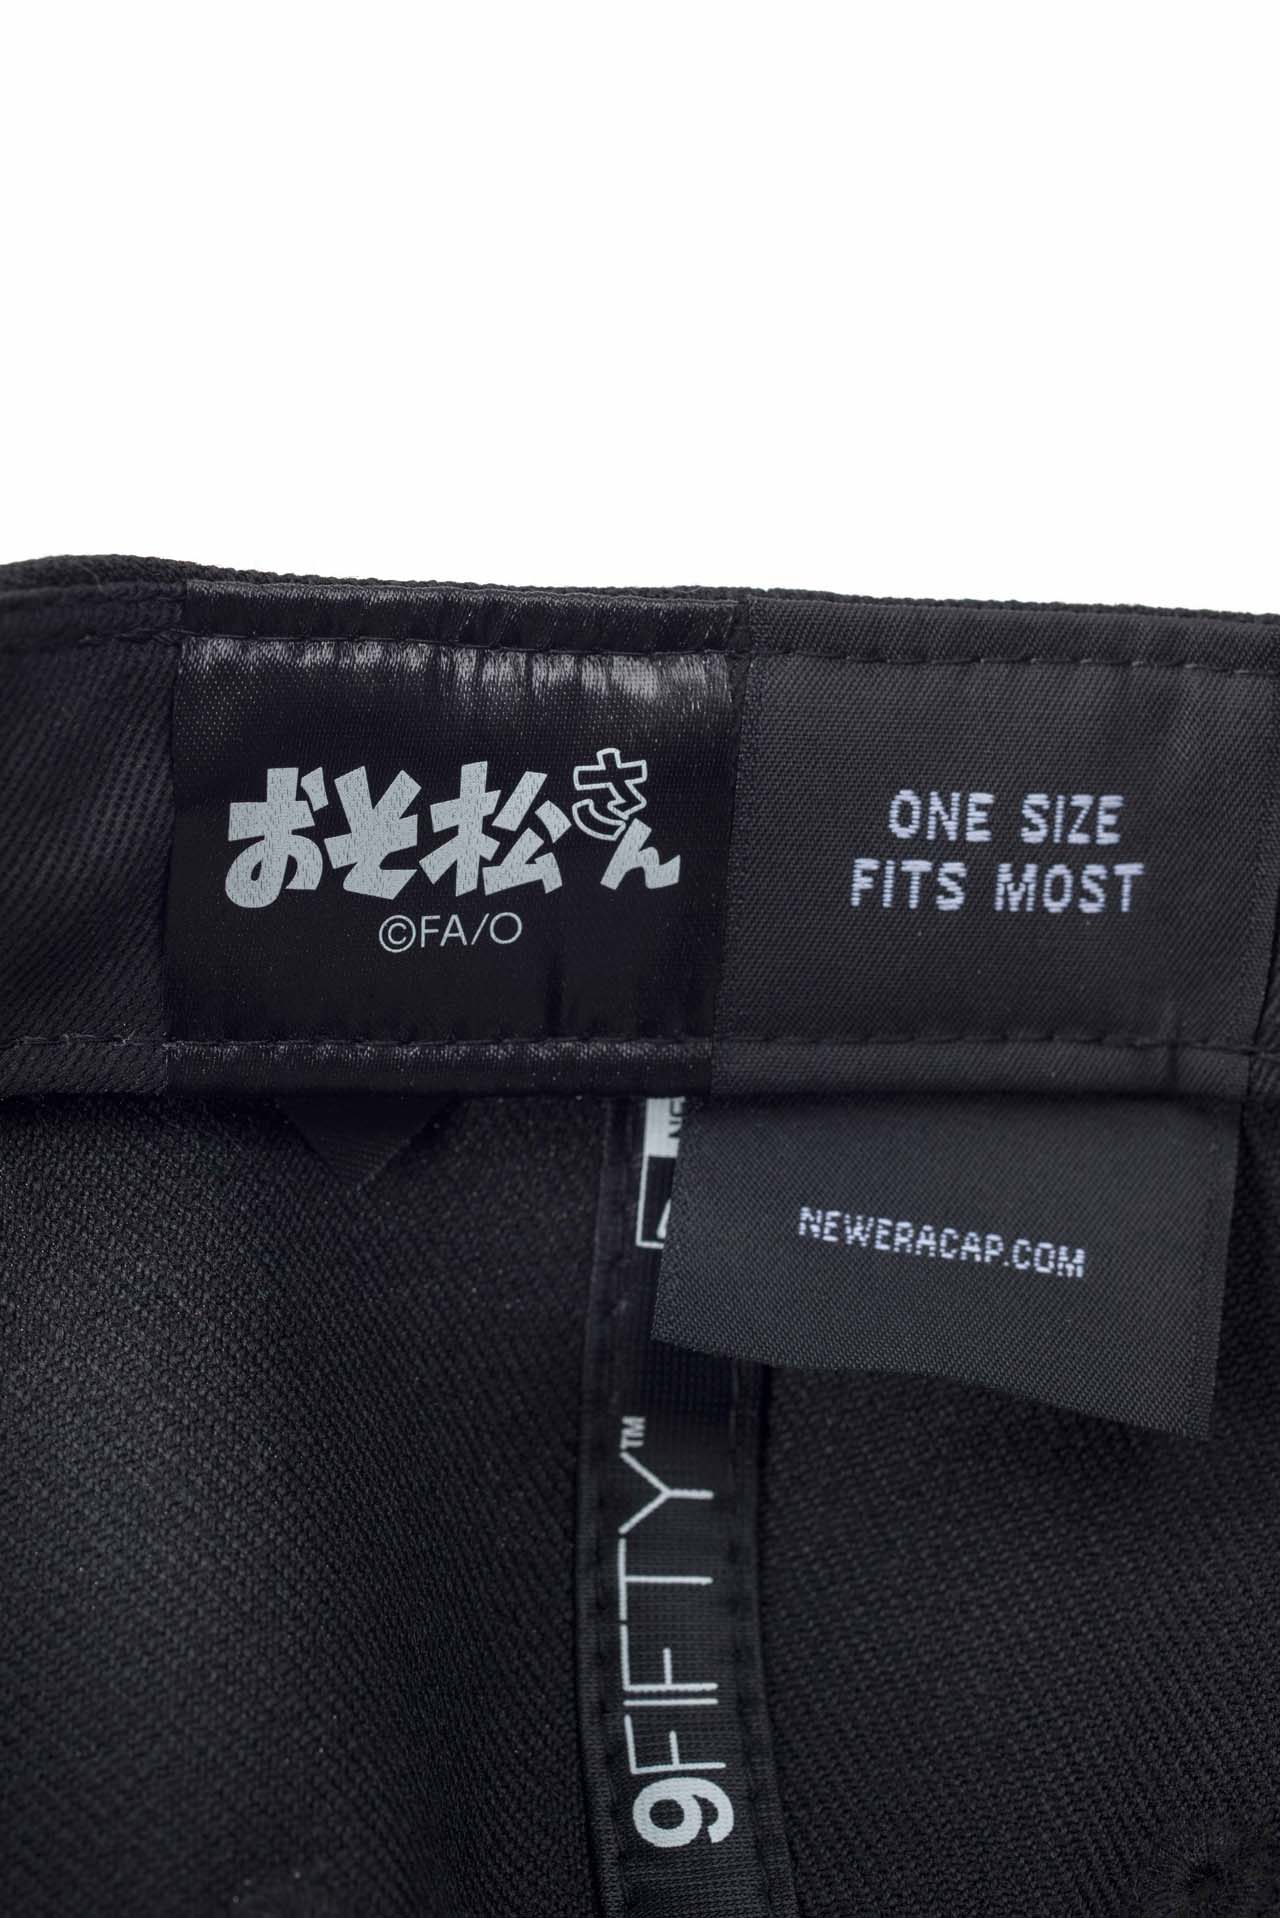 おそ松さん
©FA/O
ONE SIZE
FITS MOST
NEWERACAP.COM
9FIFTY™